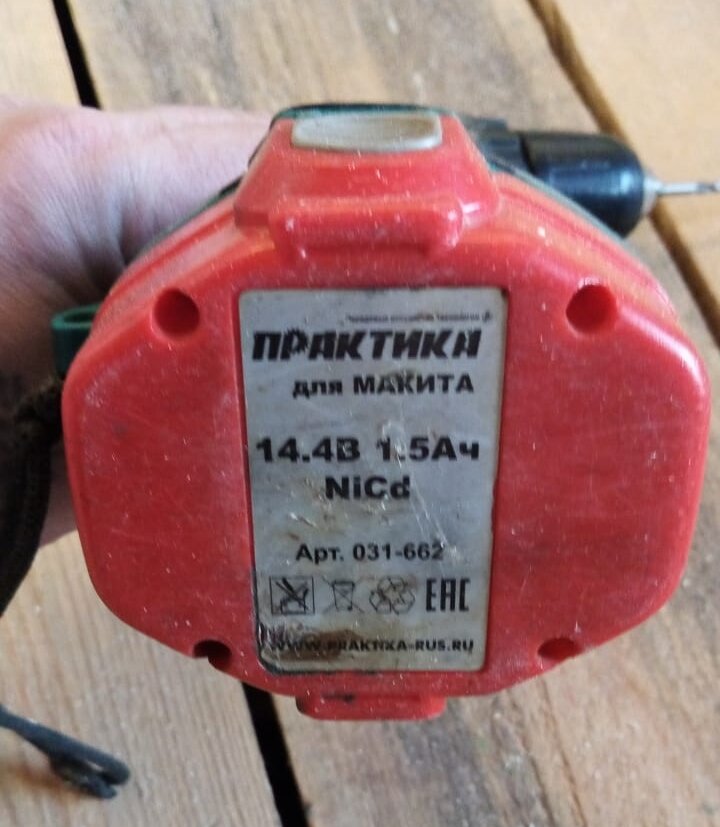 ПРАКТИКА
для МАКИТА
14.4В 1.5Ач
NiCd
Арт. 031-662
EAC
WWW.PRAKTIKA-RUS.RU